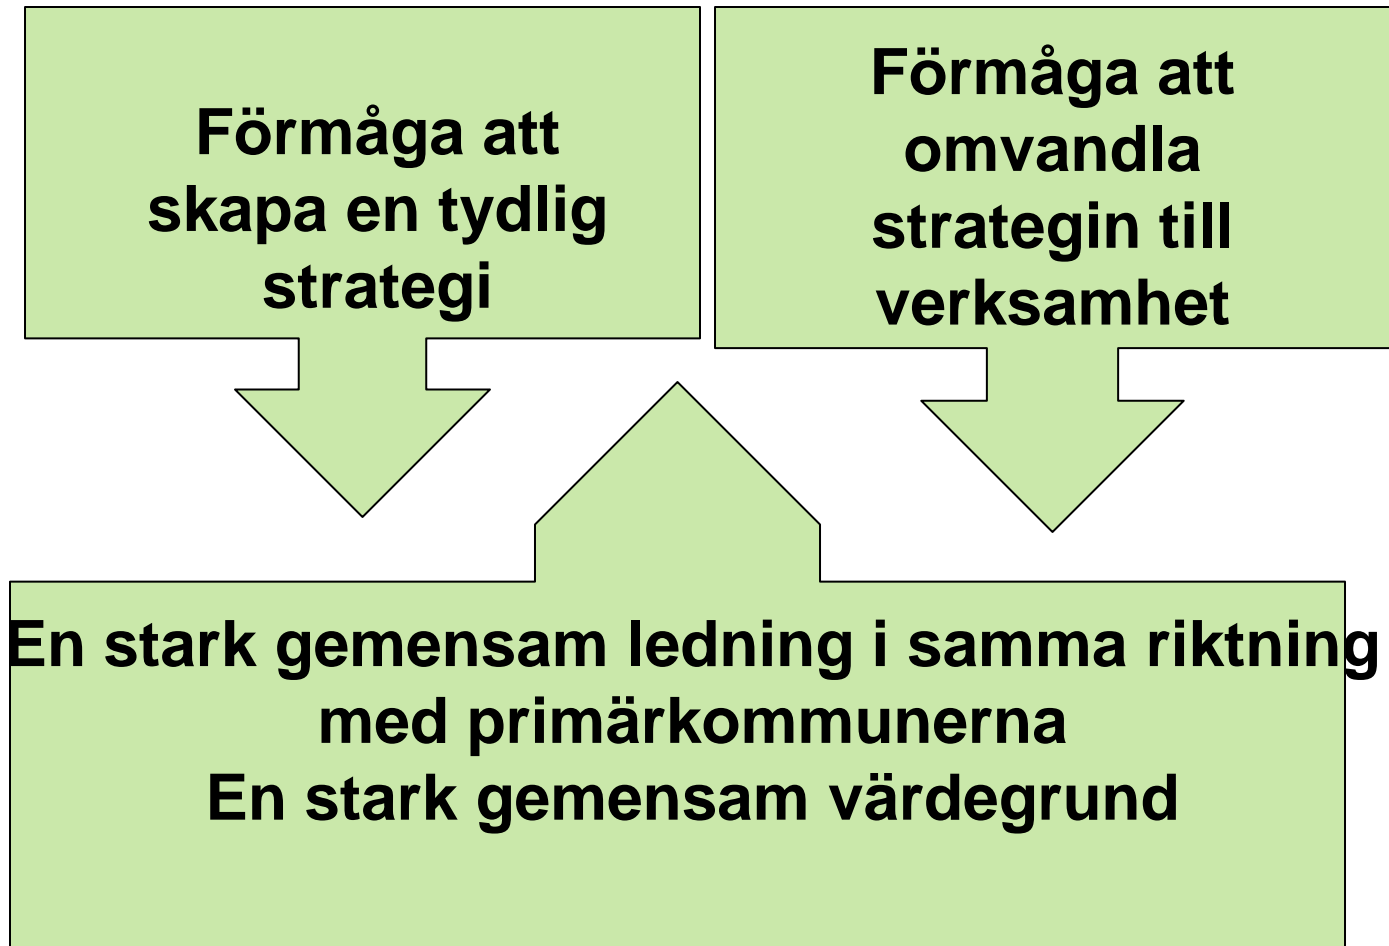 Förmåga att
skapa en tydlig
strategi
Förmåga att
omvandla
strategin till
verksamhet
En stark gemensam ledning i samma riktning
med primärkommunerna
En stark gemensam värdegrund